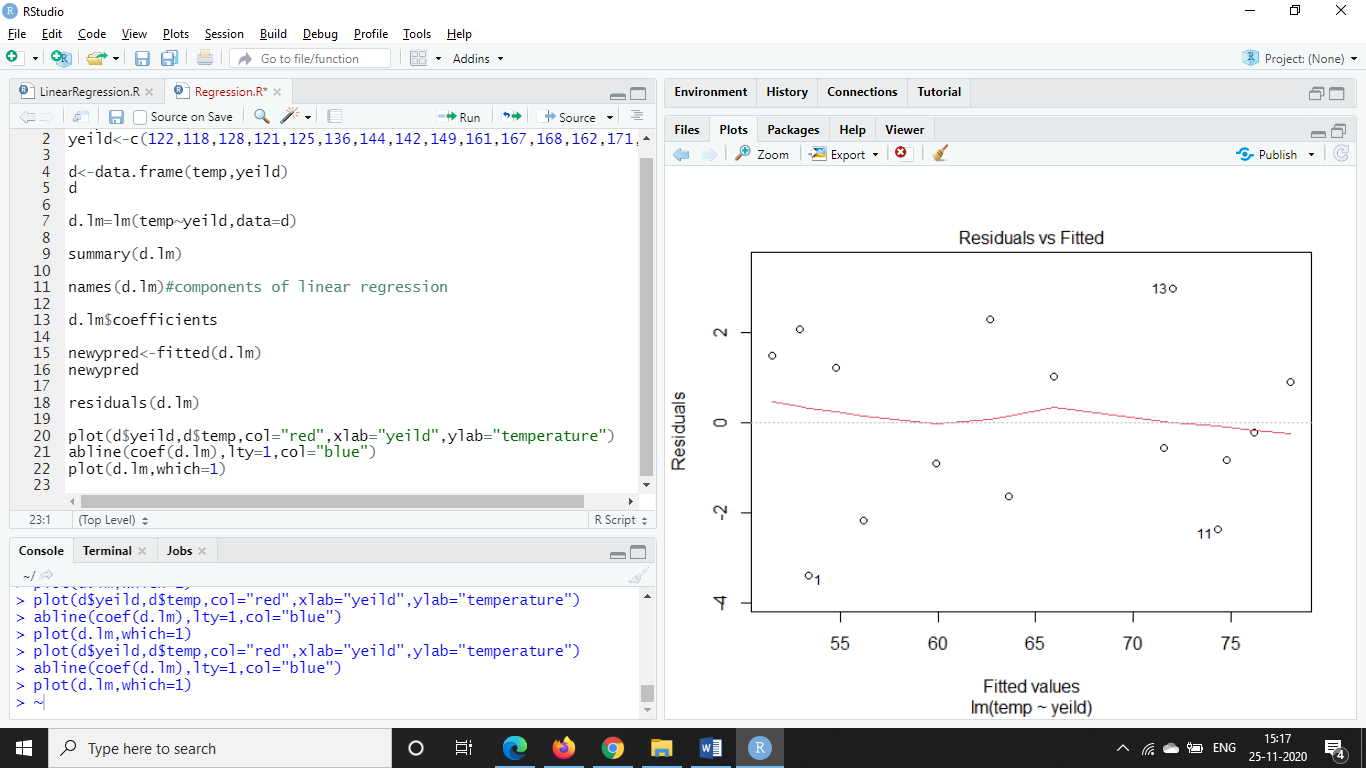 RStudio
File Edit Code View Plots Session Build Debug Profile Tools Help
Go to file/function Addins Project: (None)
LinearRegression.R Regression.R*
Source on Save Run Source
2 yeild<-c(122,118,128,121,125,136,144,142,149,161,167,168,162,171,
3
4 d<-data.frame(temp,yeild)
5 d
6
7 d.lm=lm(temp~yeild,data=d)
8
9 summary(d.lm)
10
11 names(d.lm)#components of linear regression
12
13 d.lm$coefficients
14
15 newypred<-fitted(d.lm)
16 newypred
17
18 residuals(d.lm)
19
20 plot(d$yeild,d$temp,col="red",xlab="yeild",ylab="temperature")
21 abline(coef(d.lm),lty=1,col="blue")
22 plot(d.lm,which=1)
23
23:1 (Top Level) R Script
Console Terminal Jobs
~/
> plot(d.lm,which=1)
> plot(d$yeild,d$temp,col="red",xlab="yeild",ylab="temperature")
> abline(coef(d.lm),lty=1,col="blue")
> plot(d.lm,which=1)
> plot(d$yeild,d$temp,col="red",xlab="yeild",ylab="temperature")
> abline(coef(d.lm),lty=1,col="blue")
> plot(d.lm,which=1)
> ~
Environment History Connections Tutorial
Files Plots Packages Help Viewer
Zoom Export Publish
Residuals vs Fitted
13
2
0
-2
11
1
-4
Residuals
55 60 65 70 75
Fitted values
lm(temp ~ yeild)
Type here to search
ENG
15:17
25-11-2020
4